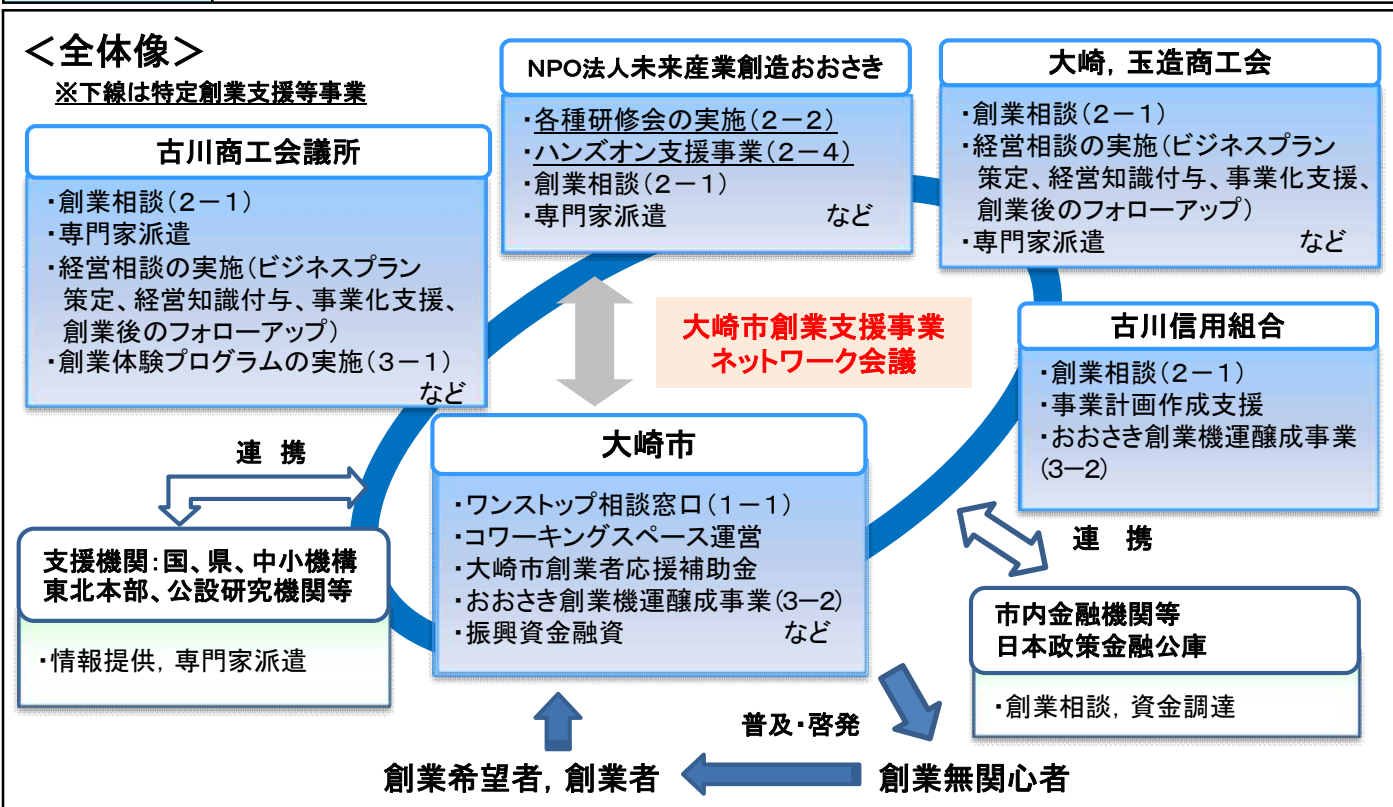 ＜全体像＞
※下線は特定創業支援等事業
古川商工会議所
・創業相談(2－1)
・専門家派遣
・経営相談の実施(ビジネスプラン
策定、経営知識付与、事業化支援、
創業後のフォローアップ)
・創業体験プログラムの実施(3－1)
など
NPO法人未来産業創造おおさき
・各種研修会の実施(2－2)
・ハンズオン支援事業(2－4)
・創業相談(2－1)
・専門家派遣 など
大崎，玉造商工会
・創業相談(2－1)
・経営相談の実施(ビジネスプラン
策定、経営知識付与、事業化支援、
創業後のフォローアップ)
・専門家派遣 など
大崎市創業支援事業
ネットワーク会議
古川信用組合
・創業相談(2－1)
・事業計画作成支援
・おおさき創業機運醸成事業
(3－2)
大崎市
・ワンストップ相談窓口(1－1)
・コワーキングスペース運営
・大崎市創業者応援補助金
・おおさき創業機運醸成事業(3－2)
・振興資金融資 など
連 携
支援機関：国、県、中小機構
東北本部、公設研究機関等
・情報提供，専門家派遣
連 携
市内金融機関等
日本政策金融公庫
・創業相談，資金調達
普及・啓発
創業希望者，創業者
創業無関心者